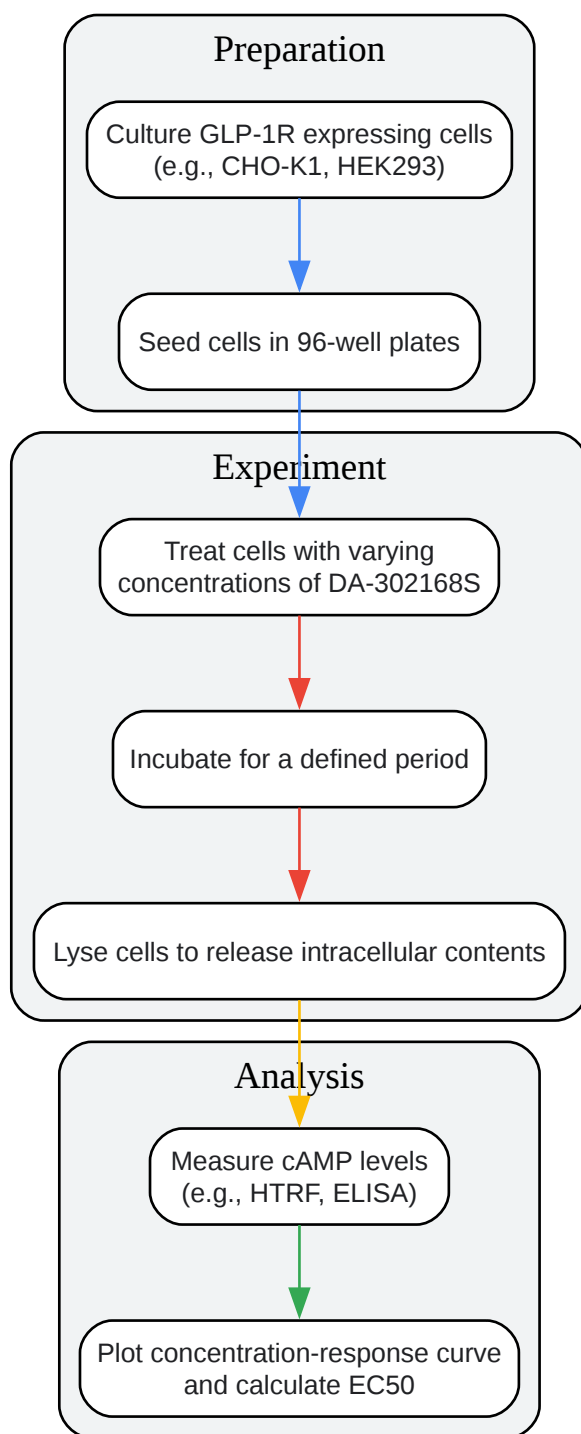 Preparation
Culture GLP-1R expressing cells
(e.g., CHO-K1, HEK293)
Seed cells in 96-well plates
Experiment
Treat cells with varying
concentrations of DA-302168S
Incubate for a defined period
Lyse cells to release intracellular contents
Analysis
Measure cAMP levels
(e.g., HTRF, ELISA)
Plot concentration-response curve
and calculate EC50